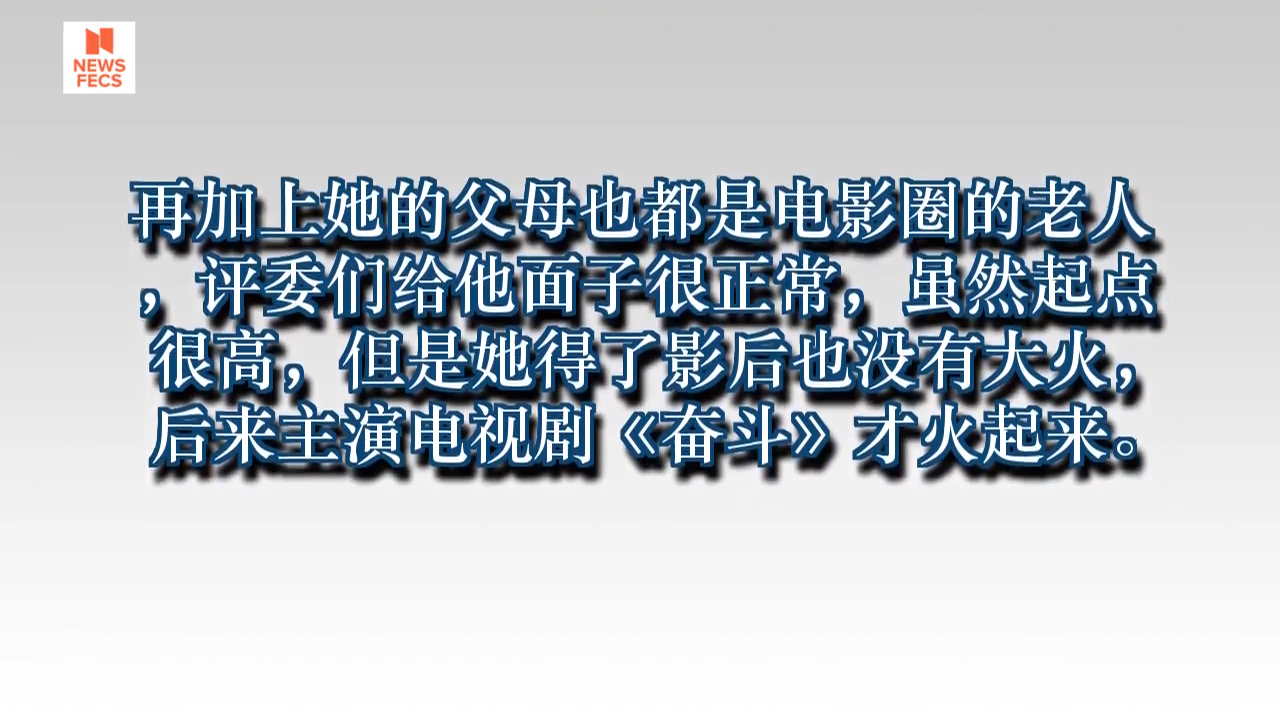 NEWS
FECS
再加上她的父母也都是电影圈的老人
，评委们给他面子很正常，虽然起点
很高，但是她得了影后也没有大火，
后来主演电视剧《奋斗》才火起来。